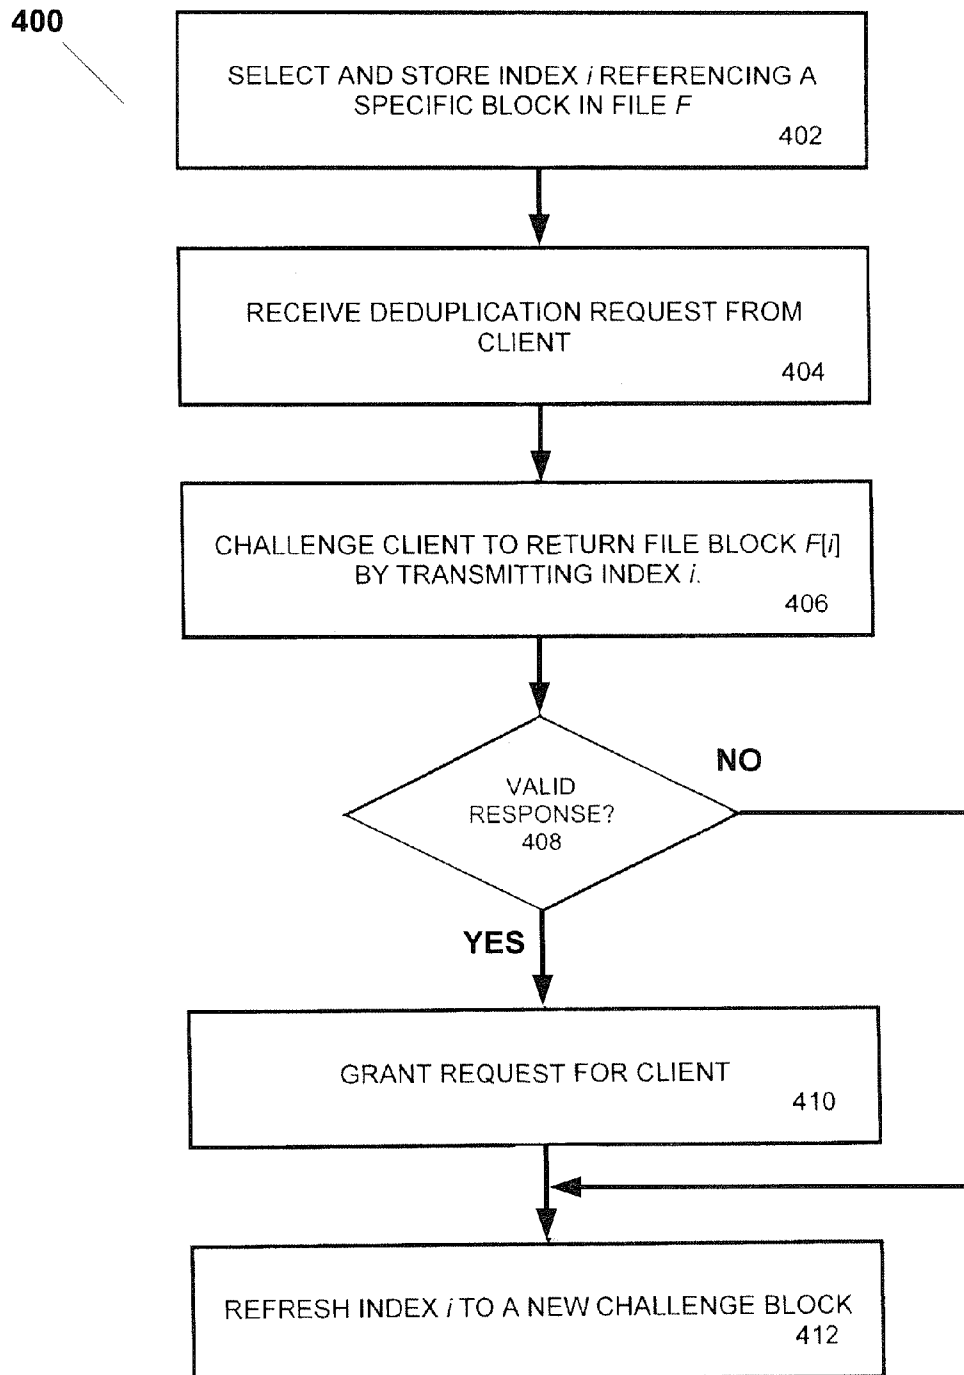 400
SELECT AND STORE INDEX i REFERENCING A
SPECIFIC BLOCK IN FILE F
402
RECEIVE DEDUPLICATION REQUEST FROM
CLIENT
404
CHALLENGE CLIENT TO RETURN FILE BLOCK F[i]
BY TRANSMITTING INDEX i.
406
NO
VALID
RESPONSE?
408
YES
GRANT REQUEST FOR CLIENT
410
REFRESH INDEX i TO A NEW CHALLENGE BLOCK
412